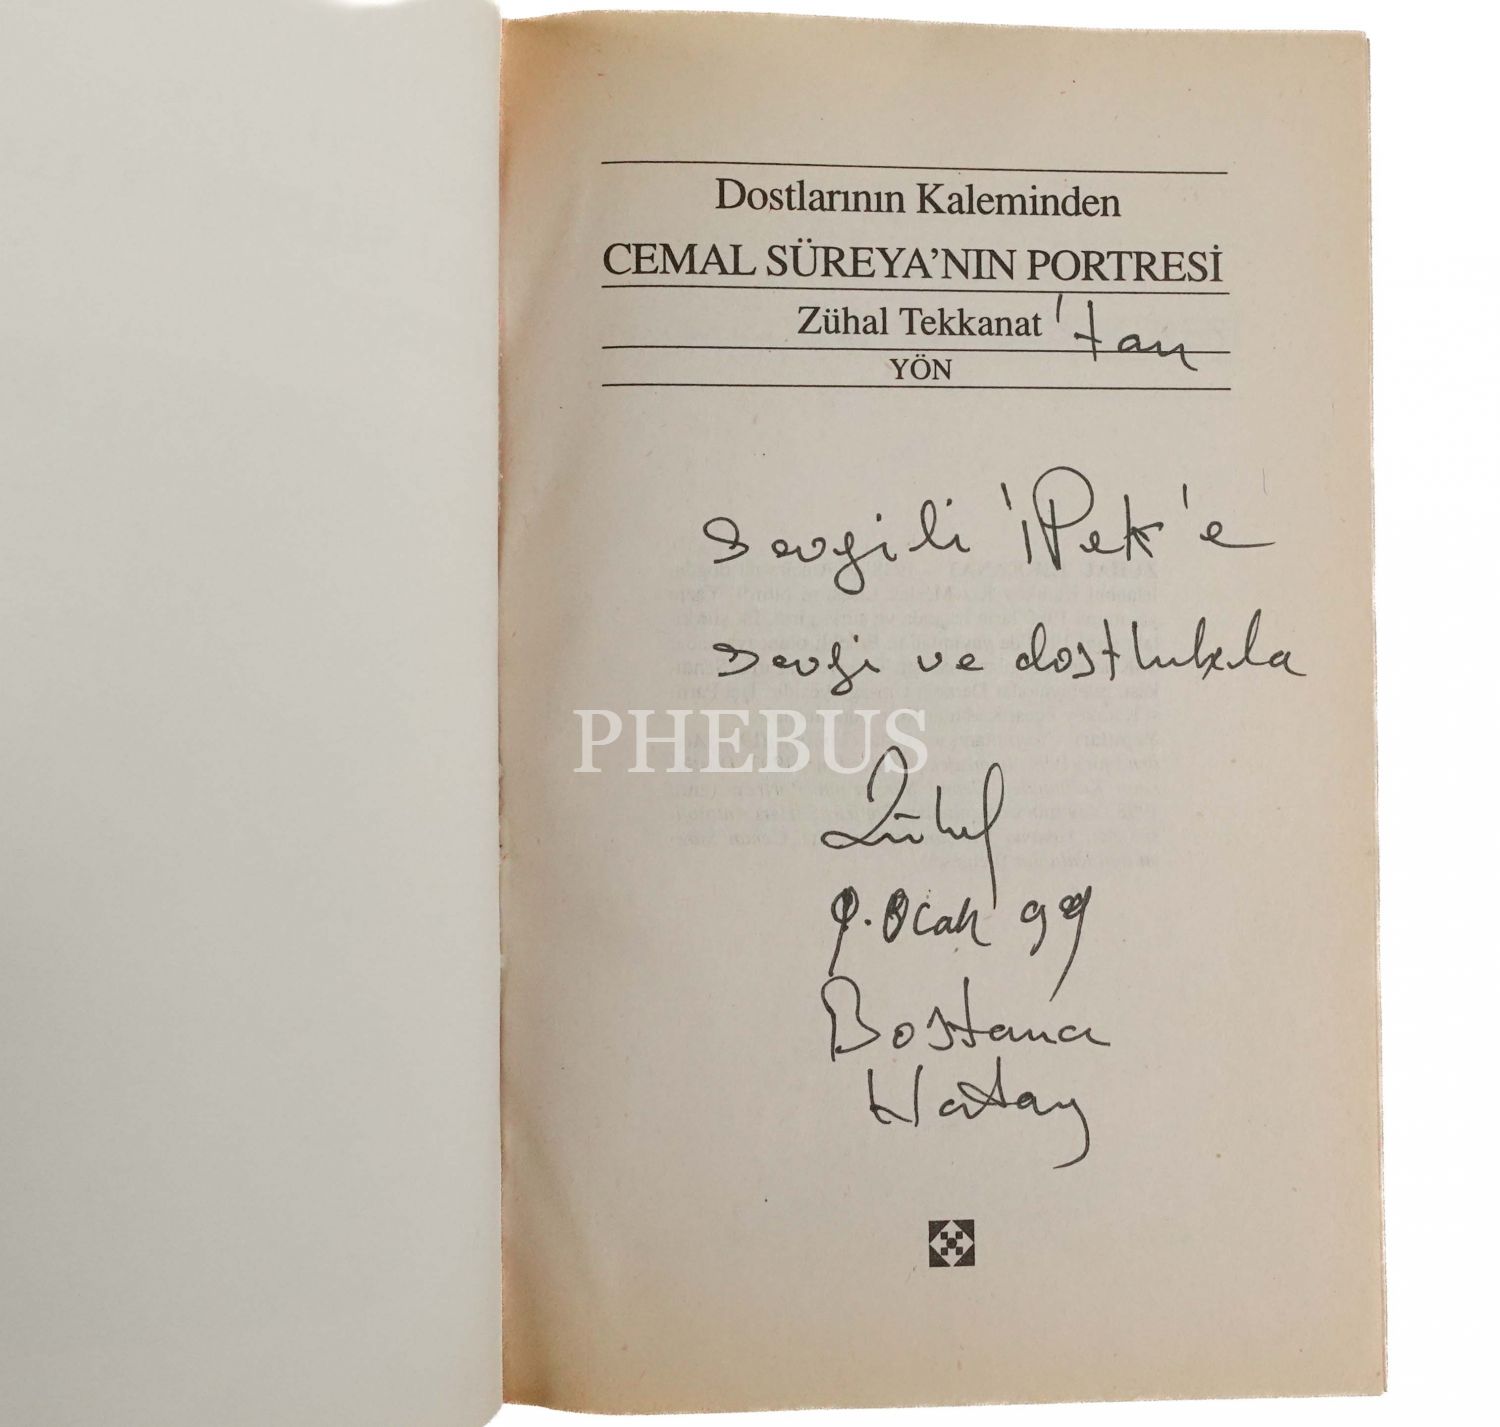 Dostlarının Kaleminden
CEMAL SÜREYA'NIN PORTRESİ
Zühal Tekkanat 'tan
YÖN
Sevgili İPek'e
sevgi ve dostlukla
PHEBUS
Zühal
9. Ocak 99
Bostancı
Hatay